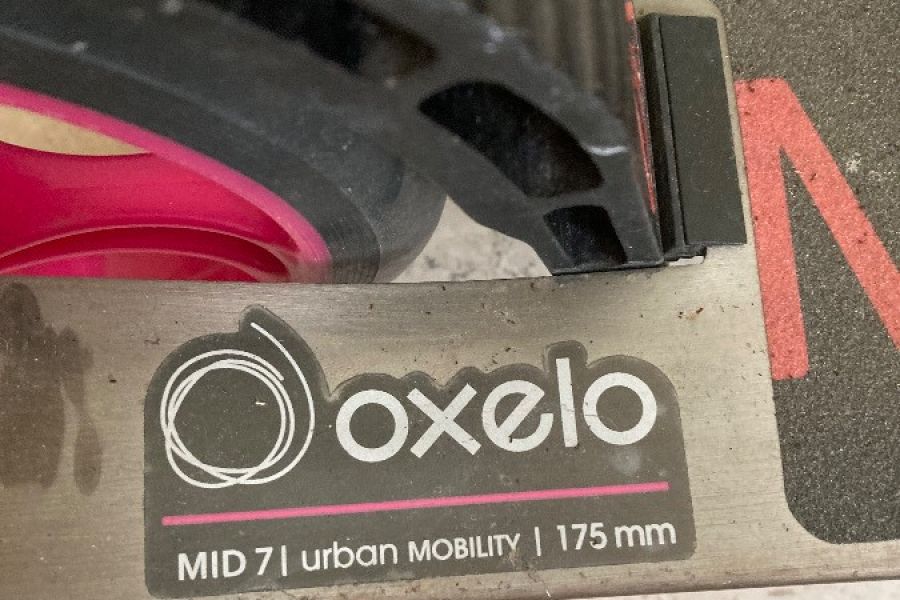 oxelo
MID 7 | urban MOBILITY | 175 mm